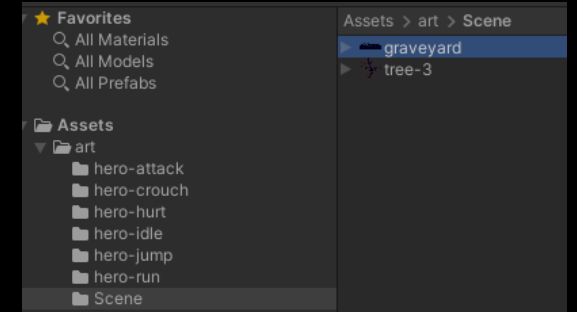 Favorites
All Materials
All Models
All Prefabs
Assets
art
hero-attack
hero-crouch
hero-hurt
hero-idle
hero-jump
hero-run
Scene
Assets > art > Scene
graveyard
tree-3